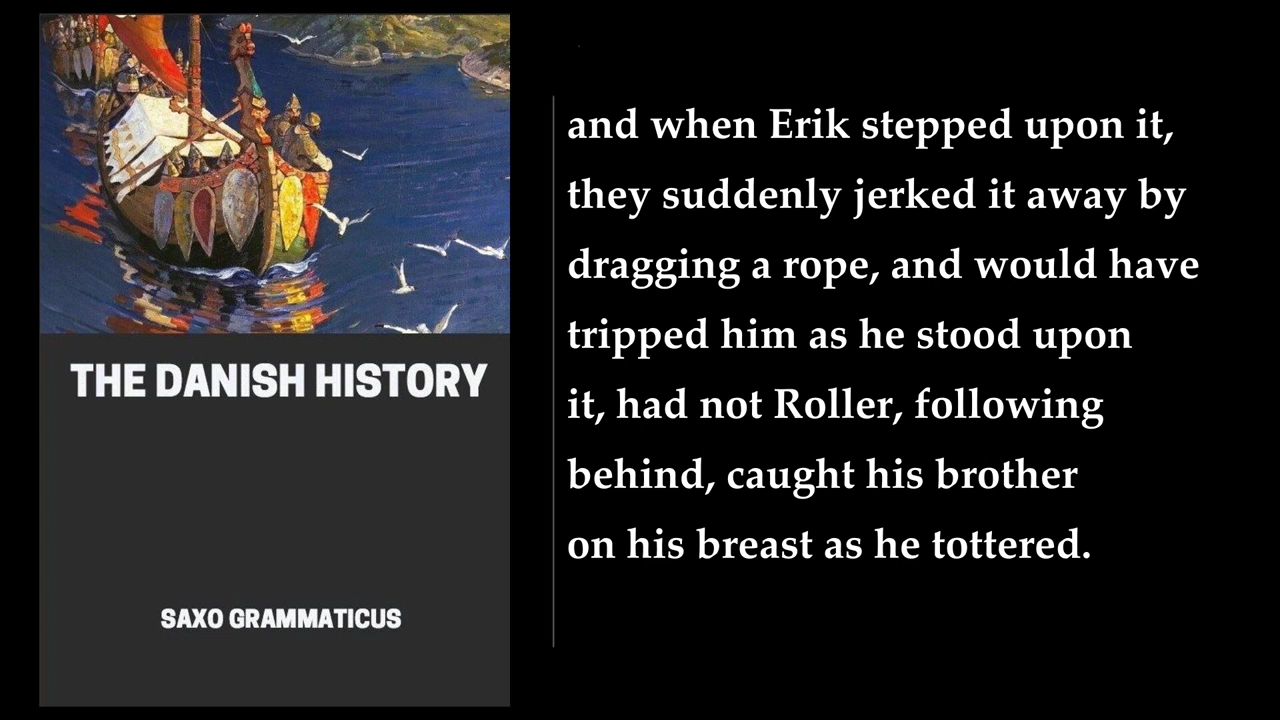 THE DANISH HISTORY
SAXO GRAMMATICUS
and when Erik stepped upon it,
they suddenly jerked it away by
dragging a rope, and would have
tripped him as he stood upon
it, had not Roller, following
behind, caught his brother
on his breast as he tottered.